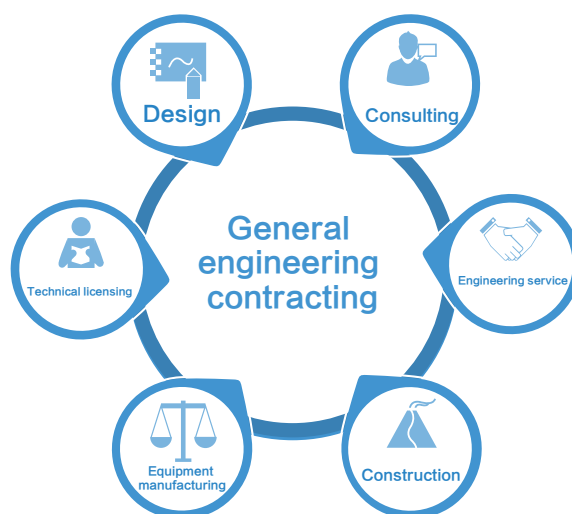 Design
Consulting
General
engineering
contracting
Technical licensing
Engineering service
Equipment
manufacturing
Construction